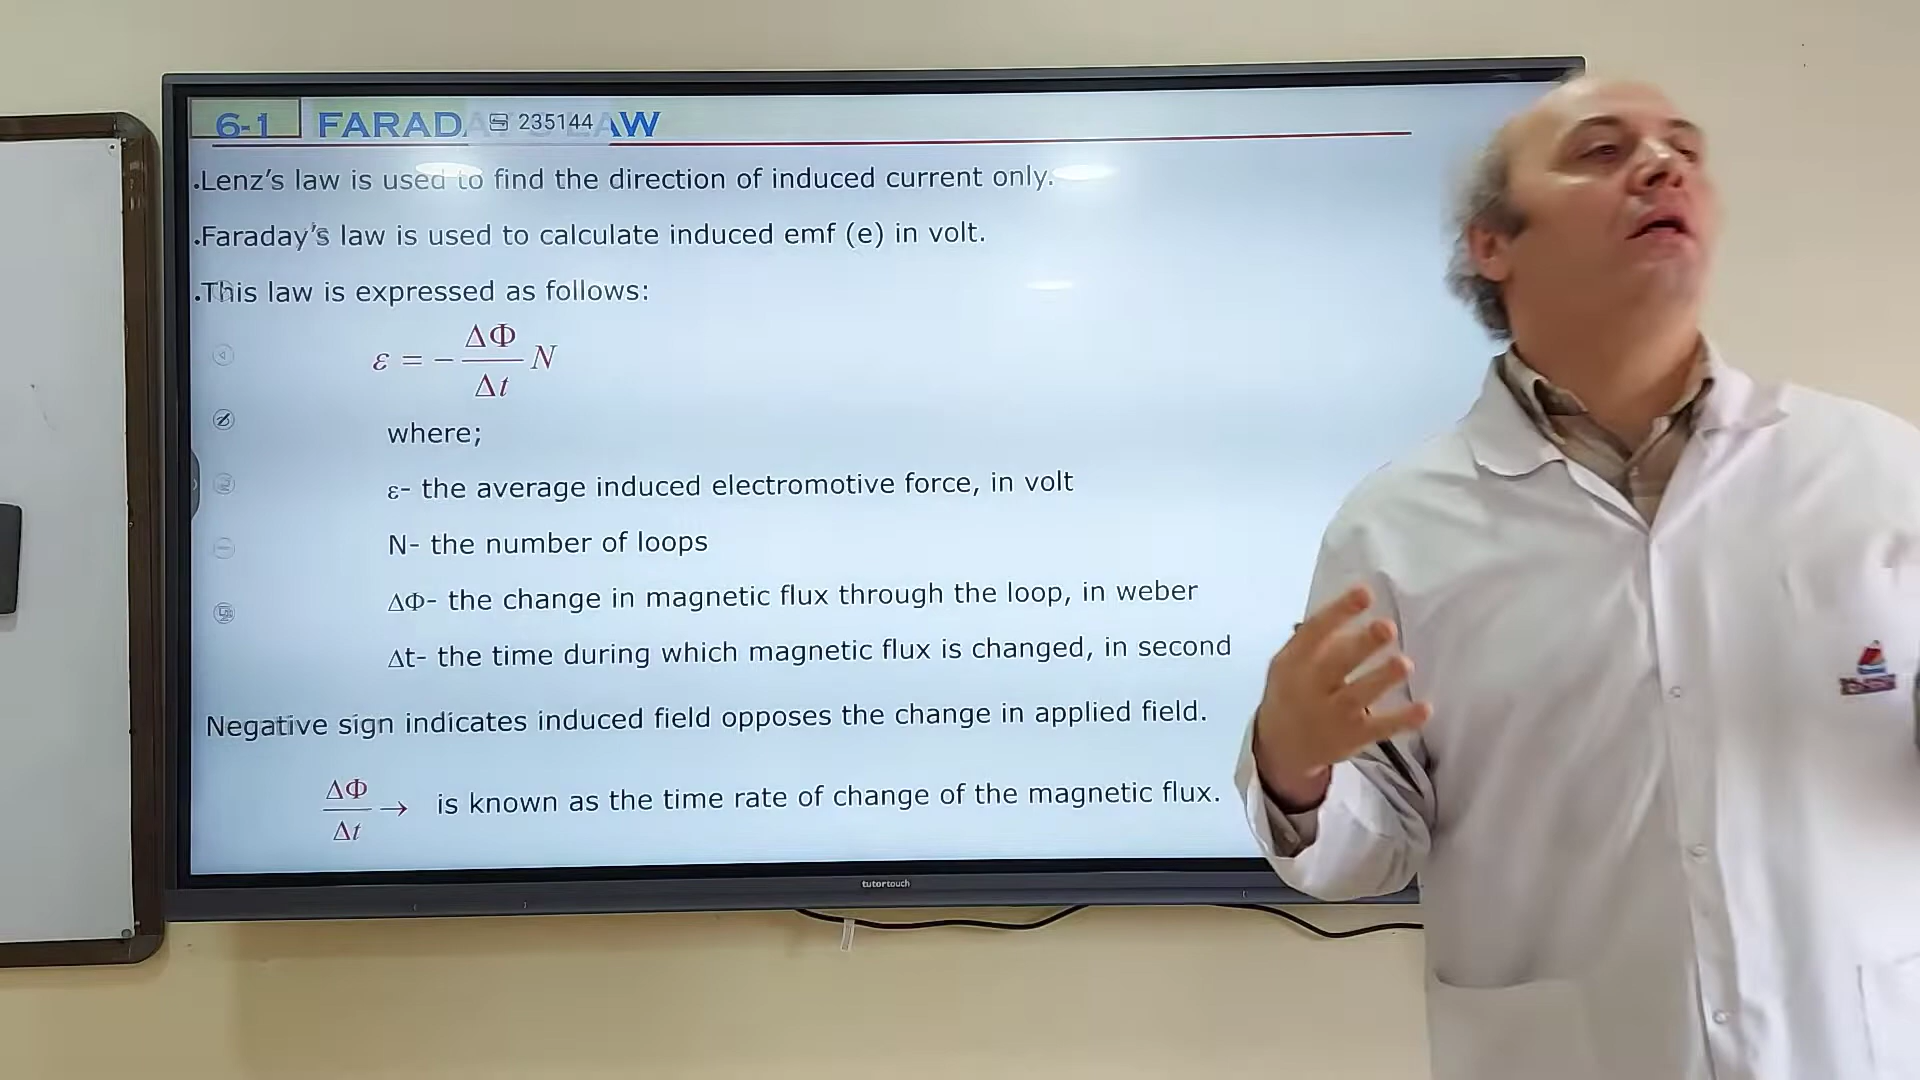 6-1 FARADA 235144 AW
.Lenz’s law is used to find the direction of induced current only.
.Faraday’s law is used to calculate induced emf (e) in volt.
.This law is expressed as follows:
ε = − ΔΦ/Δt N
where;
ε- the average induced electromotive force, in volt
N- the number of loops
ΔΦ- the change in magnetic flux through the loop, in weber
Δt- the time during which magnetic flux is changed, in second
Negative sign indicates induced field opposes the change in applied field.
ΔΦ/Δt → is known as the time rate of change of the magnetic flux.
tutortouch